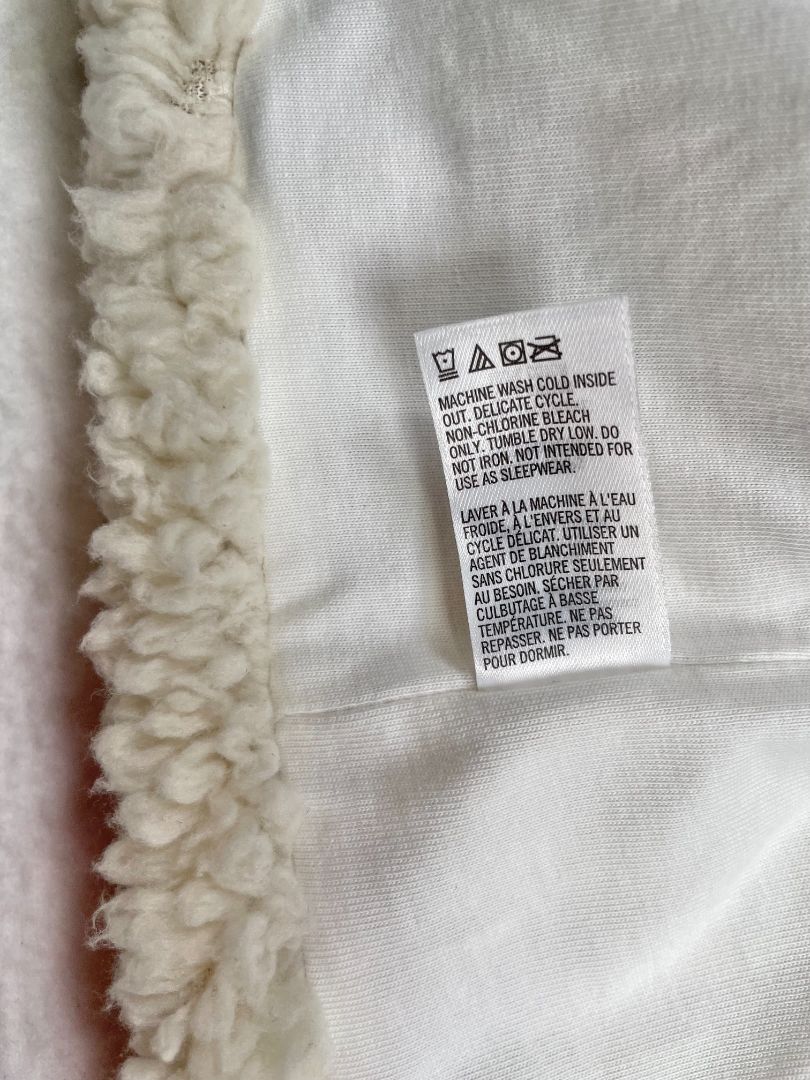 MACHINE WASH COLD INSIDE
OUT. DELICATE CYCLE.
NON-CHLORINE BLEACH
ONLY. TUMBLE DRY LOW. DO
NOT IRON. NOT INTENDED FOR
USE AS SLEEPWEAR.
LAVER À LA MACHINE À L'EAU
FROIDE, À L'ENVERS ET AU
CYCLE DÉLICAT. UTILISER UN
AGENT DE BLANCHIMENT
SANS CHLORURE SEULEMENT
AU BESOIN. SÉCHER PAR
CULBUTAGE À BASSE
TEMPÉRATURE. NE PAS
REPASSER. NE PAS PORTER
POUR DORMIR.